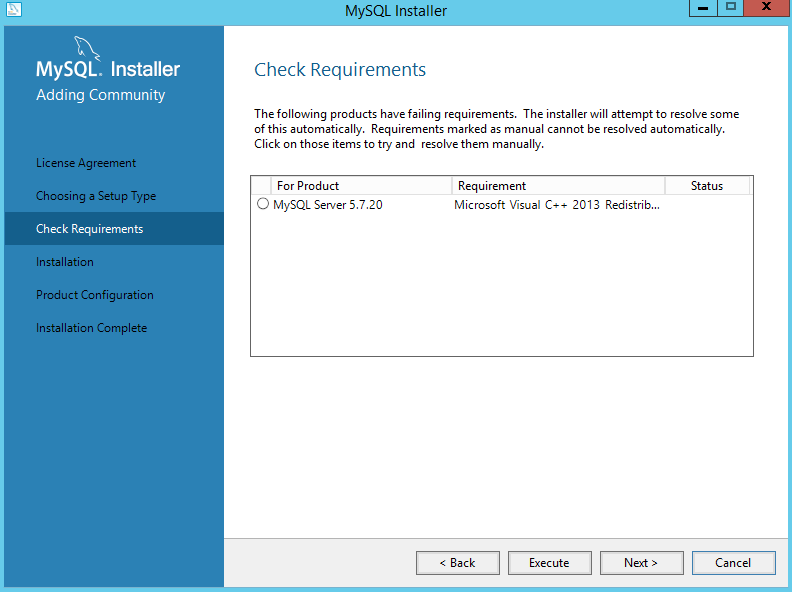 MySQL Installer
MySQL. Installer
Adding Community
License Agreement
Choosing a Setup Type
Check Requirements
Installation
Product Configuration
Installation Complete
Check Requirements
The following products have failing requirements. The installer will attempt to resolve some
of this automatically. Requirements marked as manual cannot be resolved automatically.
Click on those items to try and resolve them manually.
For Product Requirement Status
MySQL Server 5.7.20 Microsoft Visual C++ 2013 Redistrib...
< Back Execute Next > Cancel